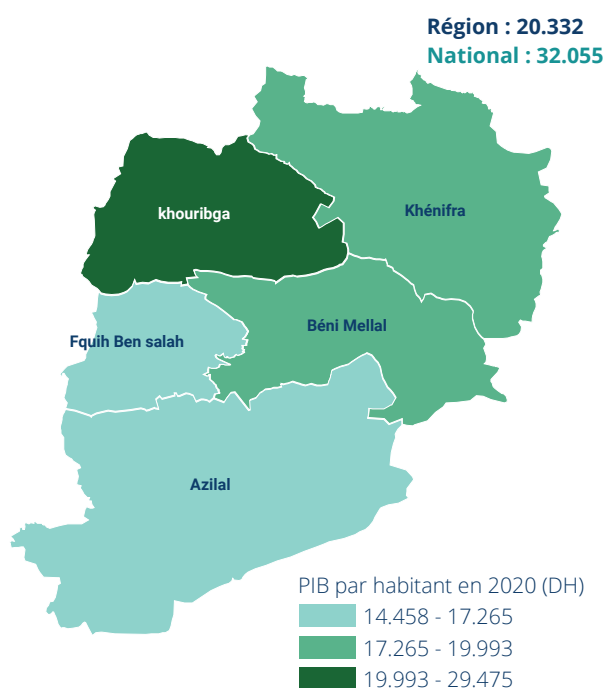 Région : 20.332
National : 32.055
khouribga
Khénifra
Béni Mellal
Fquih Ben salah
Azilal
PIB par habitant en 2020 (DH)
14.458 - 17.265
17.265 - 19.993
19.993 - 29.475